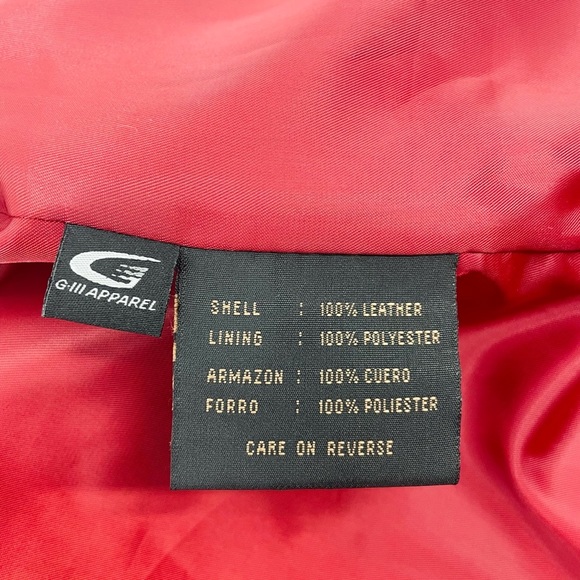 G-III APPAREL
SHELL : 100% LEATHER
LINING : 100% POLYESTER
ARMAZON : 100% CUERO
FORRO : 100% POLIESTER
CARE ON REVERSE